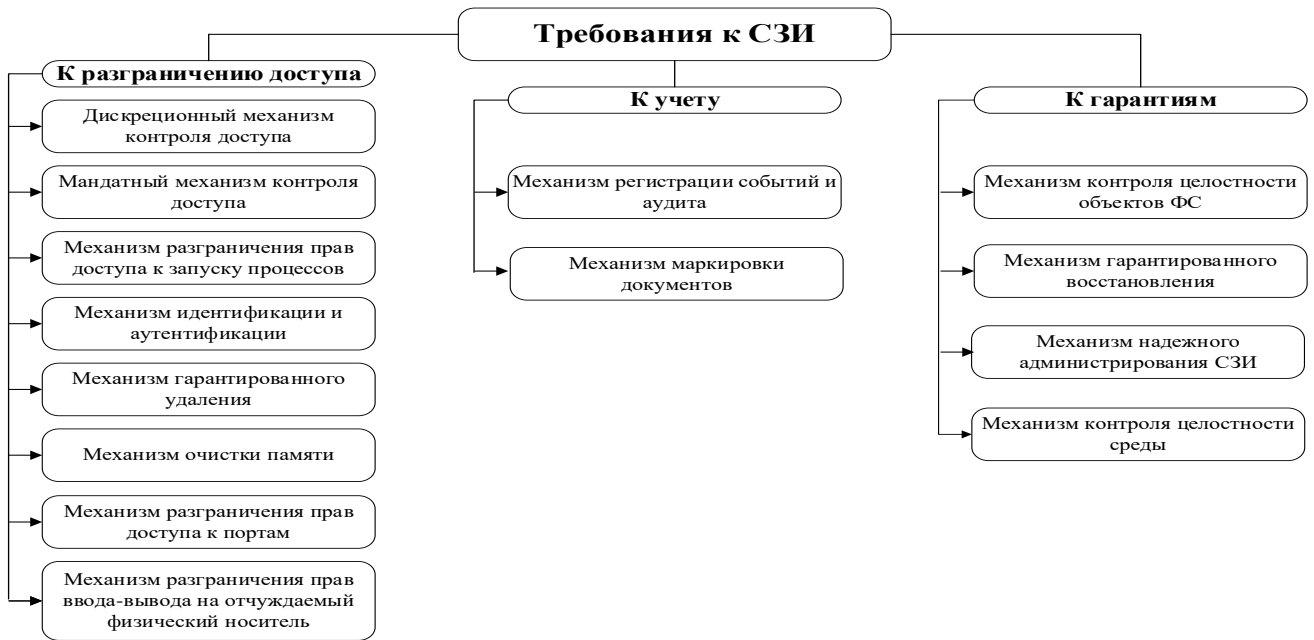 Требования к СЗИ
К разграничению доступа
Дискреционный механизм
контроля доступа
Мандатный механизм контроля
доступа
Механизм разграничения прав
доступа к запуску процессов
Механизм идентификации и
аутентификации
Механизм гарантированного
удаления
Механизм очистки памяти
Механизм разграничения прав
доступа к портам
Механизм разграничения прав
ввода-вывода на отчуждаемый
физический носитель
К учету
Механизм регистрации событий и
аудита
Механизм маркировки
документов
К гарантиям
Механизм контроля целостности
объектов ФС
Механизм гарантированного
восстановления
Механизм надежного
администрирования СЗИ
Механизм контроля целостности
среды